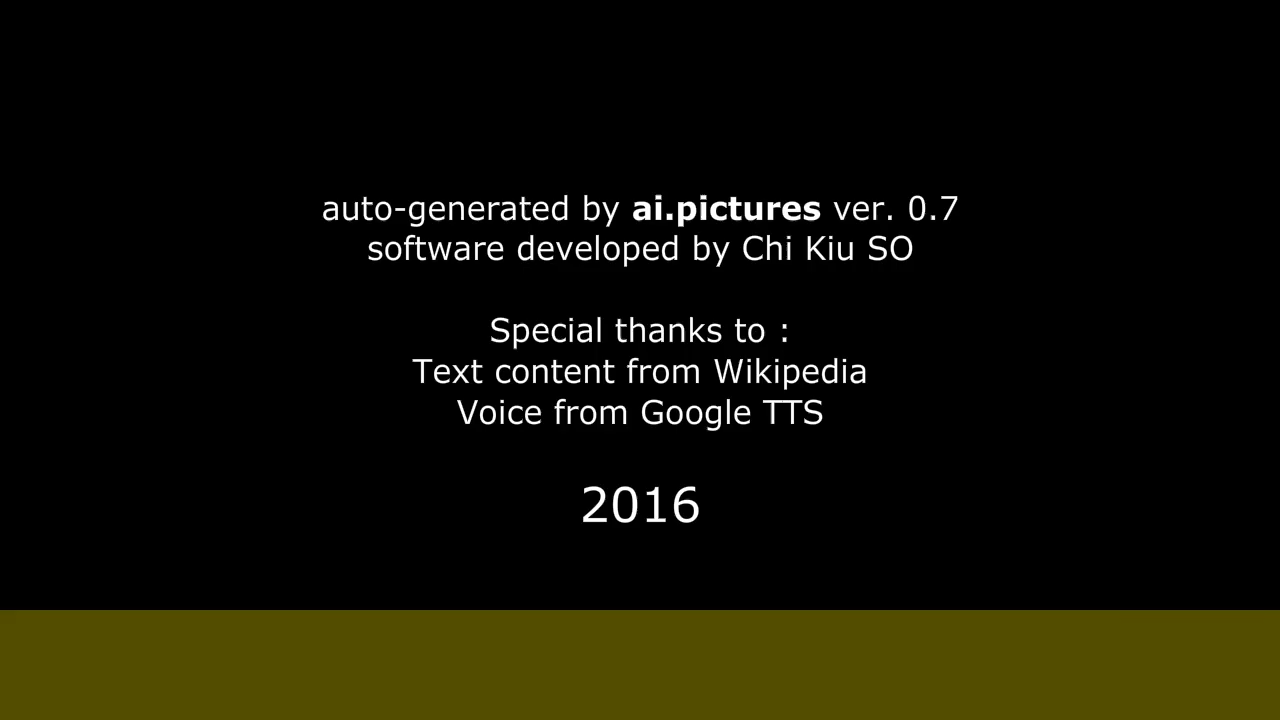 auto-generated by ai.pictures ver. 0.7
software developed by Chi Kiu SO
Special thanks to :
Text content from Wikipedia
Voice from Google TTS
2016